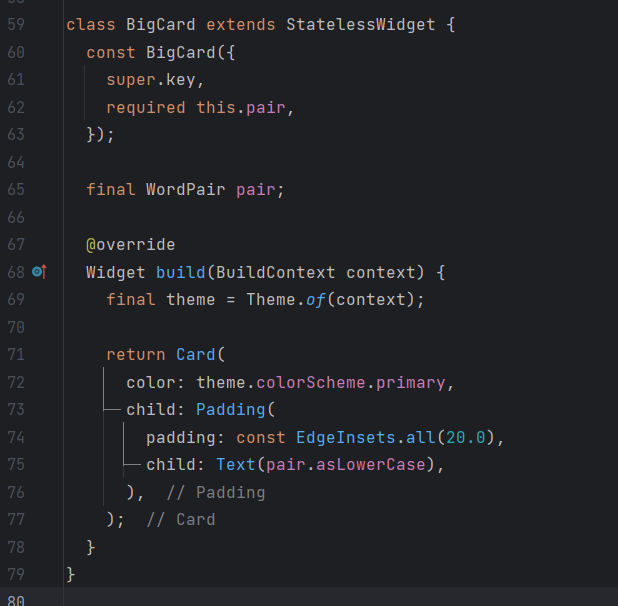 59 class BigCard extends StatelessWidget {
60 const BigCard({
61 super.key,
62 required this.pair,
63 });
64
65 final WordPair pair;
66
67 @override
68 Widget build(BuildContext context) {
69 final theme = Theme.of(context);
70
71 return Card(
72 color: theme.colorScheme.primary,
73 child: Padding(
74 padding: const EdgeInsets.all(20.0),
75 child: Text(pair.asLowerCase),
76 ), // Padding
77 ); // Card
78 }
79 }
80